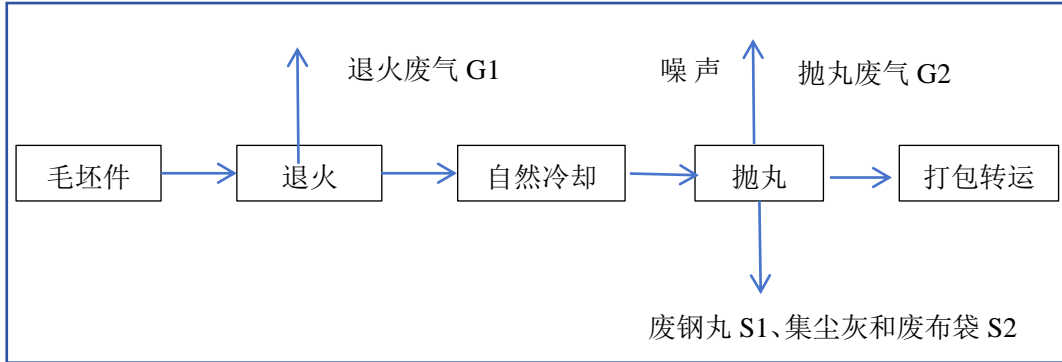 退火废气 G1
噪 声
抛丸废气 G2
毛坯件
退火
自然冷却
抛丸
打包转运
废钢丸 S1、集尘灰和废布袋 S2